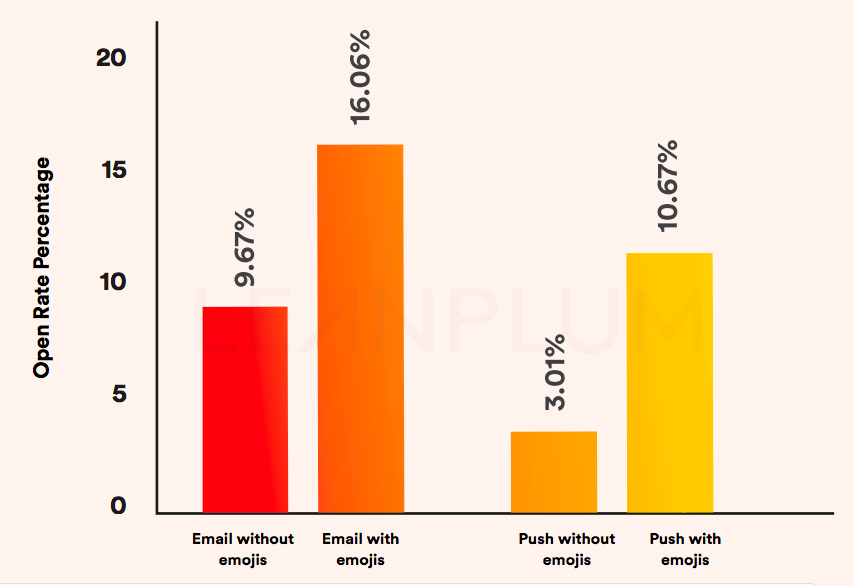 20
15
10
5
0
Open Rate Percentage
9.67%
16.06%
3.01%
10.67%
LEANPLUM
Email without
emojis
Email with
emojis
Push without
emojis
Push with
emojis